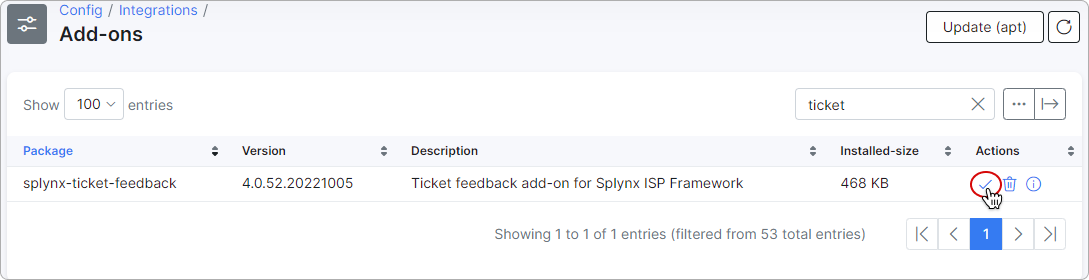 Config / Integrations /
Add-ons
Update (apt)
Show 100 entries
ticket
Package Version Description Installed-size Actions
splynx-ticket-feedback 4.0.52.20221005 Ticket feedback add-on for Splynx ISP Framework 468 KB
Showing 1 to 1 of 1 entries (filtered from 53 total entries) 1